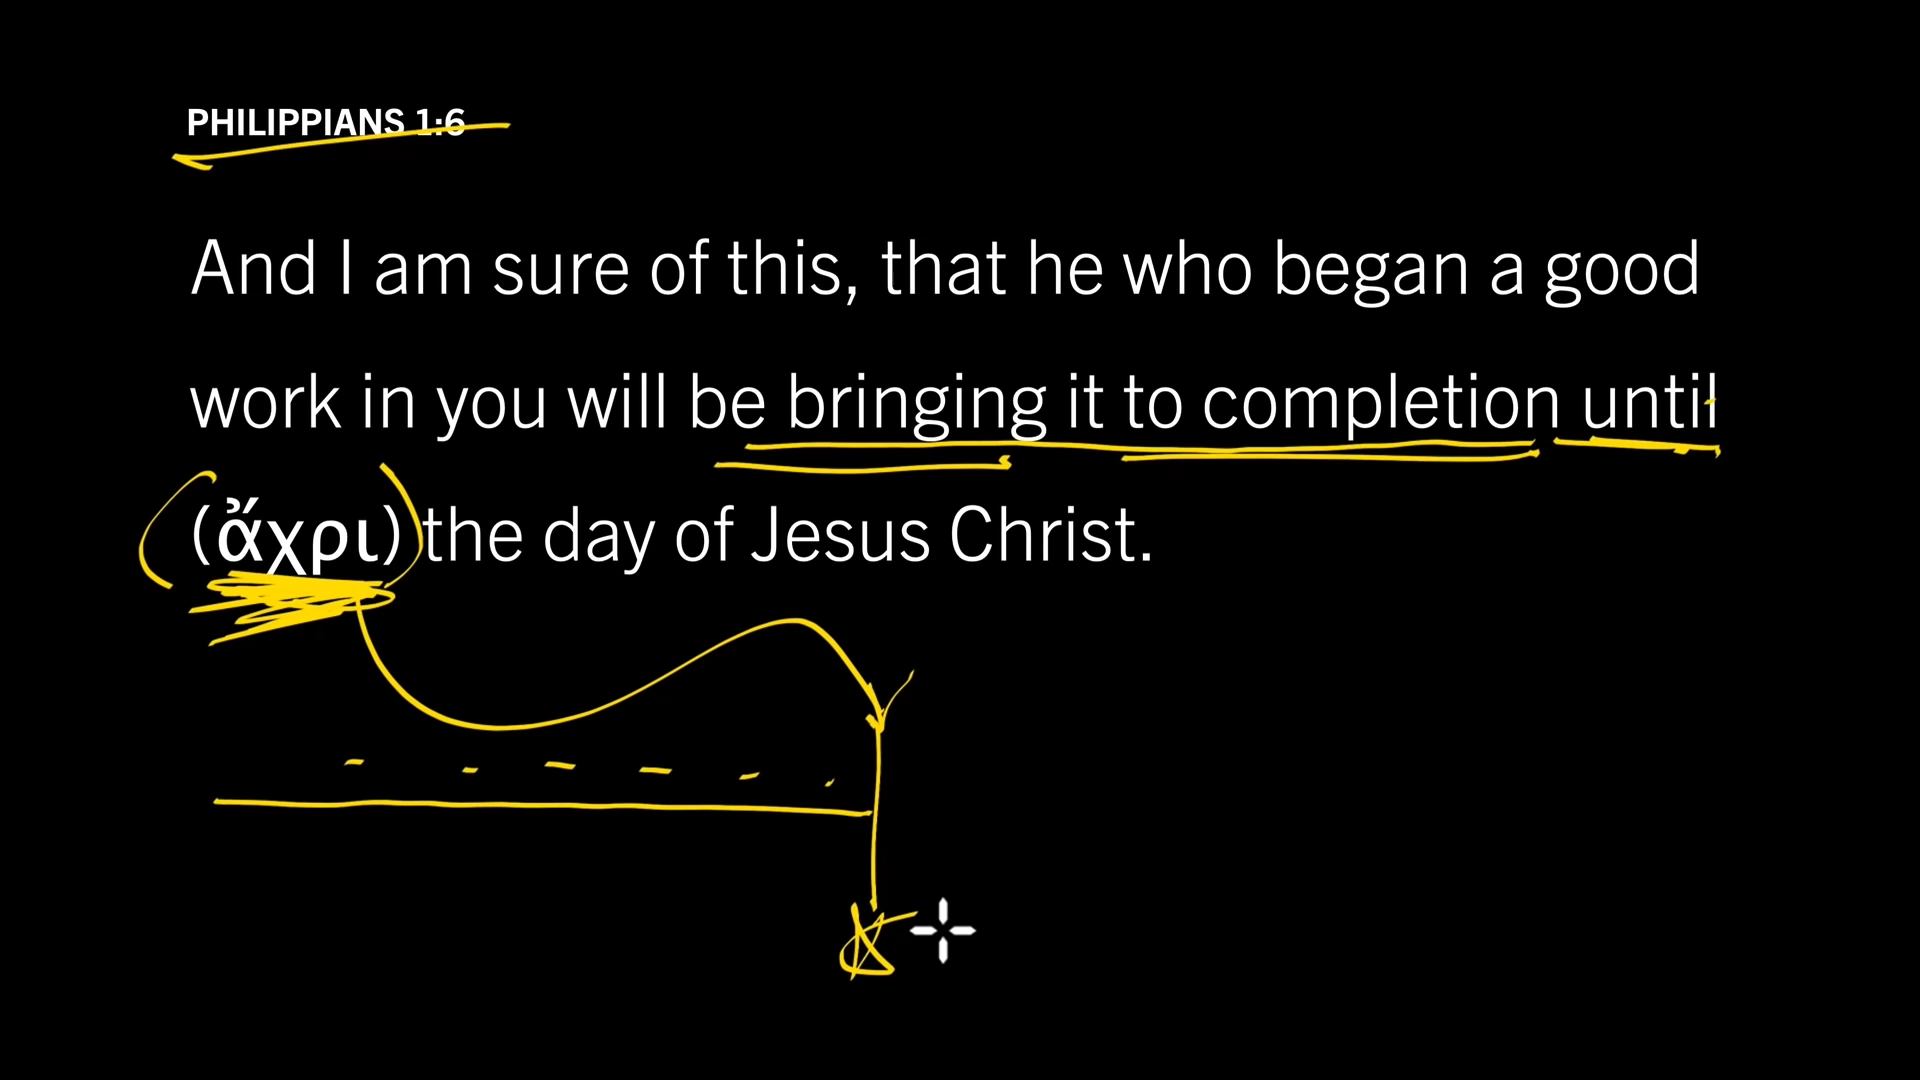 PHILIPPIANS 1:6
And I am sure of this, that he who began a good
work in you will be bringing it to completion until
(ἄχρι) the day of Jesus Christ.